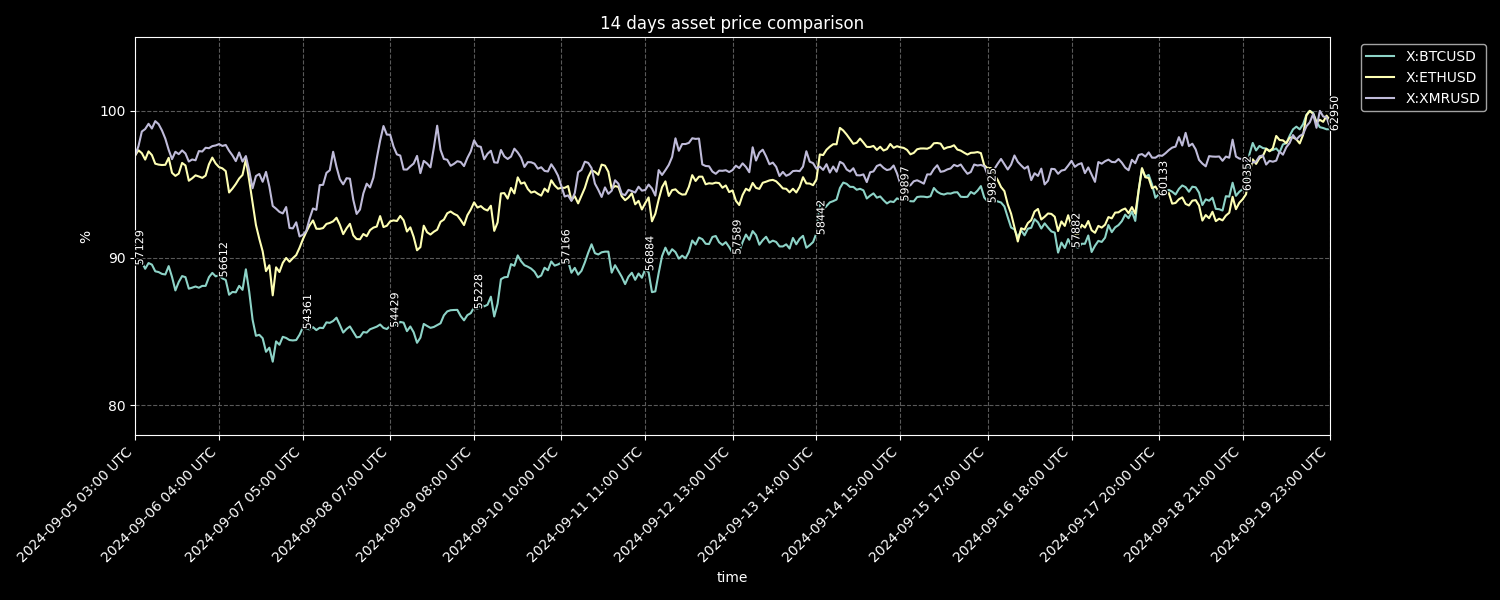 14 days asset price comparison
X:BTCUSD
X:ETHUSD
X:XMRUSD
%
100
90
80
57129
56612
54361
54429
55228
57166
56884
57589
58442
59897
59825
57882
60133
60352
62950
2024-09-05 03:00 UTC
2024-09-06 04:00 UTC
2024-09-07 05:00 UTC
2024-09-08 07:00 UTC
2024-09-09 08:00 UTC
2024-09-10 10:00 UTC
2024-09-11 11:00 UTC
2024-09-12 13:00 UTC
2024-09-13 14:00 UTC
2024-09-14 15:00 UTC
2024-09-15 17:00 UTC
2024-09-16 18:00 UTC
2024-09-17 20:00 UTC
2024-09-18 21:00 UTC
2024-09-19 23:00 UTC
time